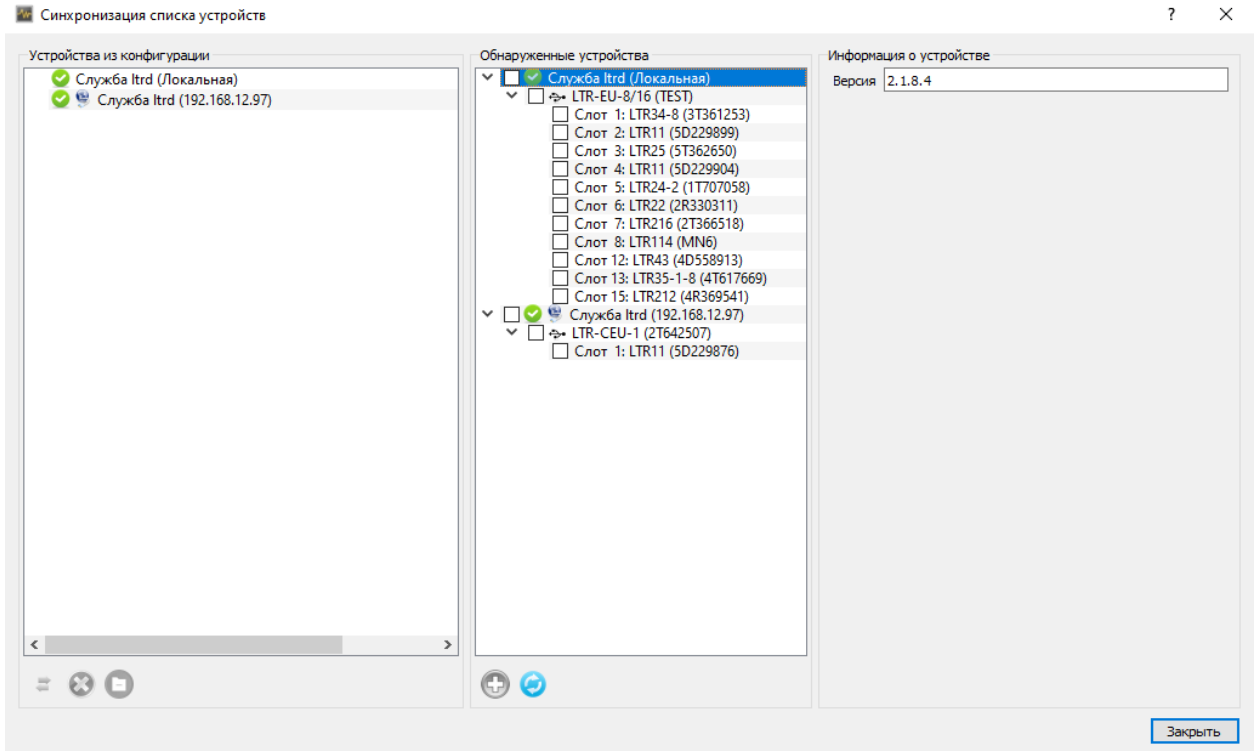 Синхронизация списка устройств
?
Устройства из конфигурации
Служба ltrd (Локальная)
Служба ltrd (192.168.12.97)
Обнаруженные устройства
Служба ltrd (Локальная)
LTR-EU-8/16 (TEST)
Слот 1: LTR34-8 (3T361253)
Слот 2: LTR11 (5D229899)
Слот 3: LTR25 (5T362650)
Слот 4: LTR11 (5D229904)
Слот 5: LTR24-2 (1T707058)
Слот 6: LTR22 (2R330311)
Слот 7: LTR216 (2T366518)
Слот 8: LTR114 (MN6)
Слот 12: LTR43 (4D558913)
Слот 13: LTR35-1-8 (4T617669)
Слот 15: LTR212 (4R369541)
Служба ltrd (192.168.12.97)
LTR-CEU-1 (2T642507)
Слот 1: LTR11 (5D229876)
Информация о устройстве
Версия 2.1.8.4
Закрыть